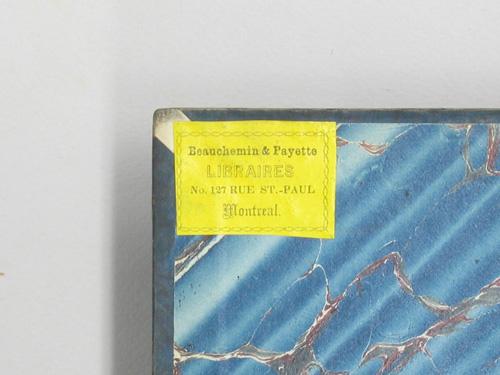 Beauchemin & Payette
LIBRAIRES
No. 127 RUE ST.-PAUL
Montreal.